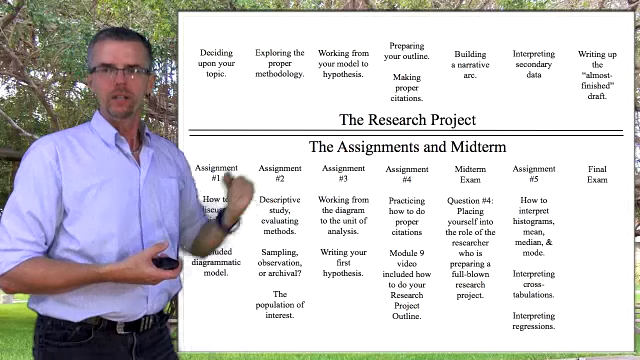 Deciding
upon your
topic.
Exploring the
proper
methodology.
Working from
your model to
hypothesis.
Preparing
your outline.
Making
proper
citations.
Building
a narrative
arc.
Interpreting
secondary
data
Writing up
the
"almost-
finished"
draft.
The Research Project
The Assignments and Midterm
Assignment
#1
How to
diagrammatic
model.
Assignment
#2
Descriptive
study,
evaluating
methods.
Sampling,
observation,
or archival?
The
population of
interest.
Assignment
#3
Working from
the diagram
to the unit of
analysis.
Writing your
first
hypothesis.
Assignment
#4
Practicing
how to do
proper
citations
Module 9
video
included how
to do your
Research
Project
Outline.
Midterm
Exam
Question #4:
Placing
yourself into
the role of the
researcher
who is
preparing a
full-blown
research
project.
Assignment
#5
How to
interpret
histograms,
mean,
median, &
mode.
Interpreting
cross-
tabulations.
Interpreting
regressions.
Final
Exam